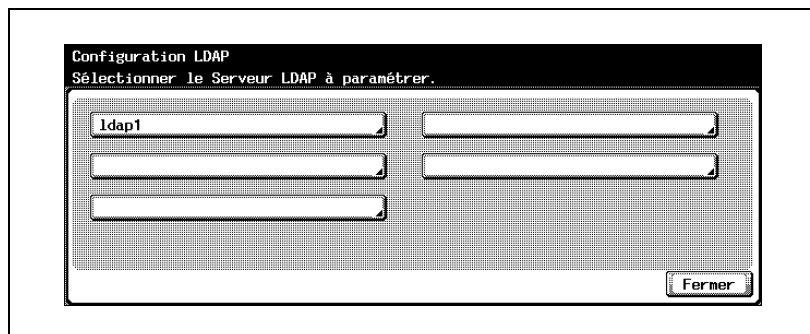 Configuration LDAP
Sélectionner le Serveur LDAP à paramétrer.
ldap1
Fermer